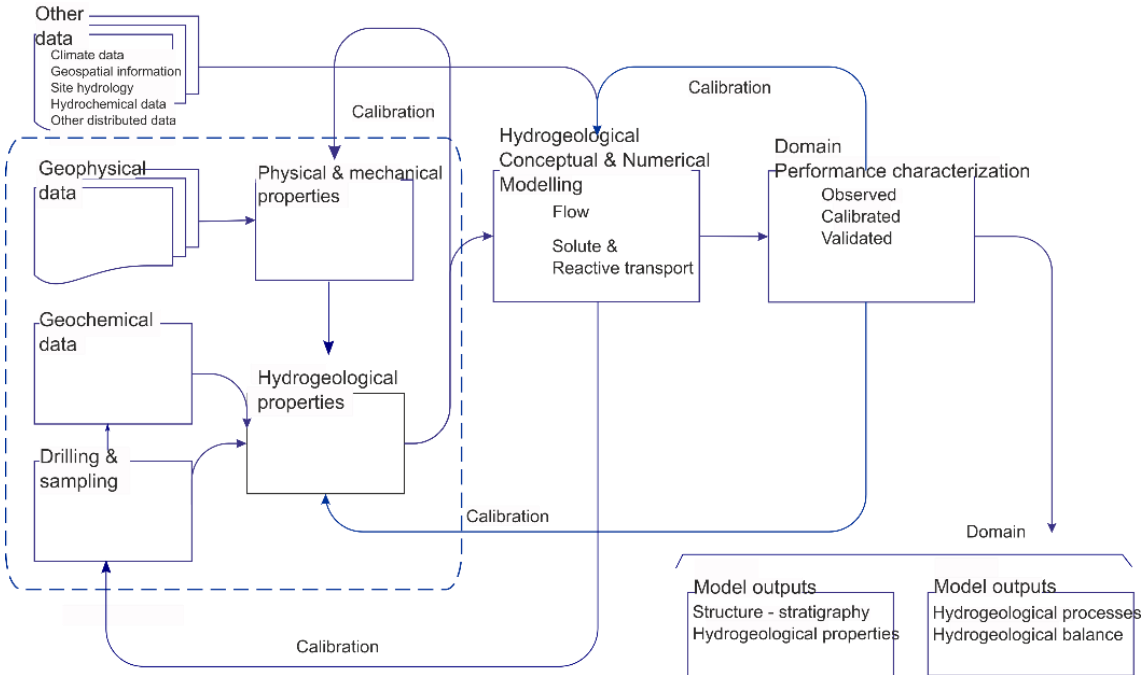 Other
data
Climate data
Geospatial information
Site hydrology
Hydrochemical data
Other distributed data
Calibration
Calibration
Geophysical
data
Physical & mechanical
properties
Hydrogeological
Conceptual & Numerical
Modelling
Flow
Solute &
Reactive transport
Domain
Performance characterization
Observed
Calibrated
Validated
Geochemical
data
Hydrogeological
properties
Drilling &
sampling
Calibration
Calibration
Domain
Model outputs
Structure - stratigraphy
Hydrogeological properties
Model outputs
Hydrogeological processes
Hydrogeological balance